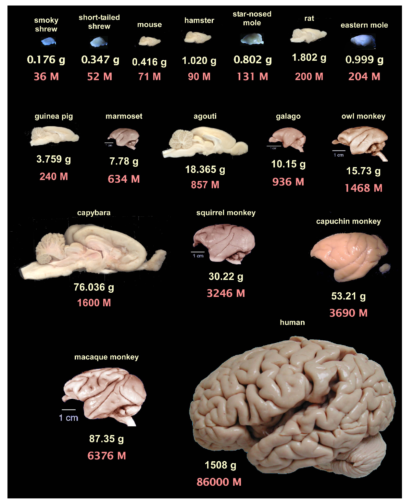 smoky shrew
short-tailed shrew
mouse
hamster
star-nosed mole
rat
eastern mole
0.176 g
0.347 g
0.416 g
1.020 g
0.802 g
1.802 g
0.999 g
36 M
52 M
71 M
90 M
131 M
200 M
204 M
guinea pig
marmoset
agouti
galago
owl monkey
1 cm
3.759 g
7.78 g
18.365 g
10.15 g
15.73 g
240 M
634 M
857 M
936 M
1468 M
capybara
squirrel monkey
capuchin monkey
76.036 g
30.22 g
53.21 g
1600 M
3246 M
3690 M
human
macaque monkey
1 cm
87.35 g
6376 M
1508 g
86000 M